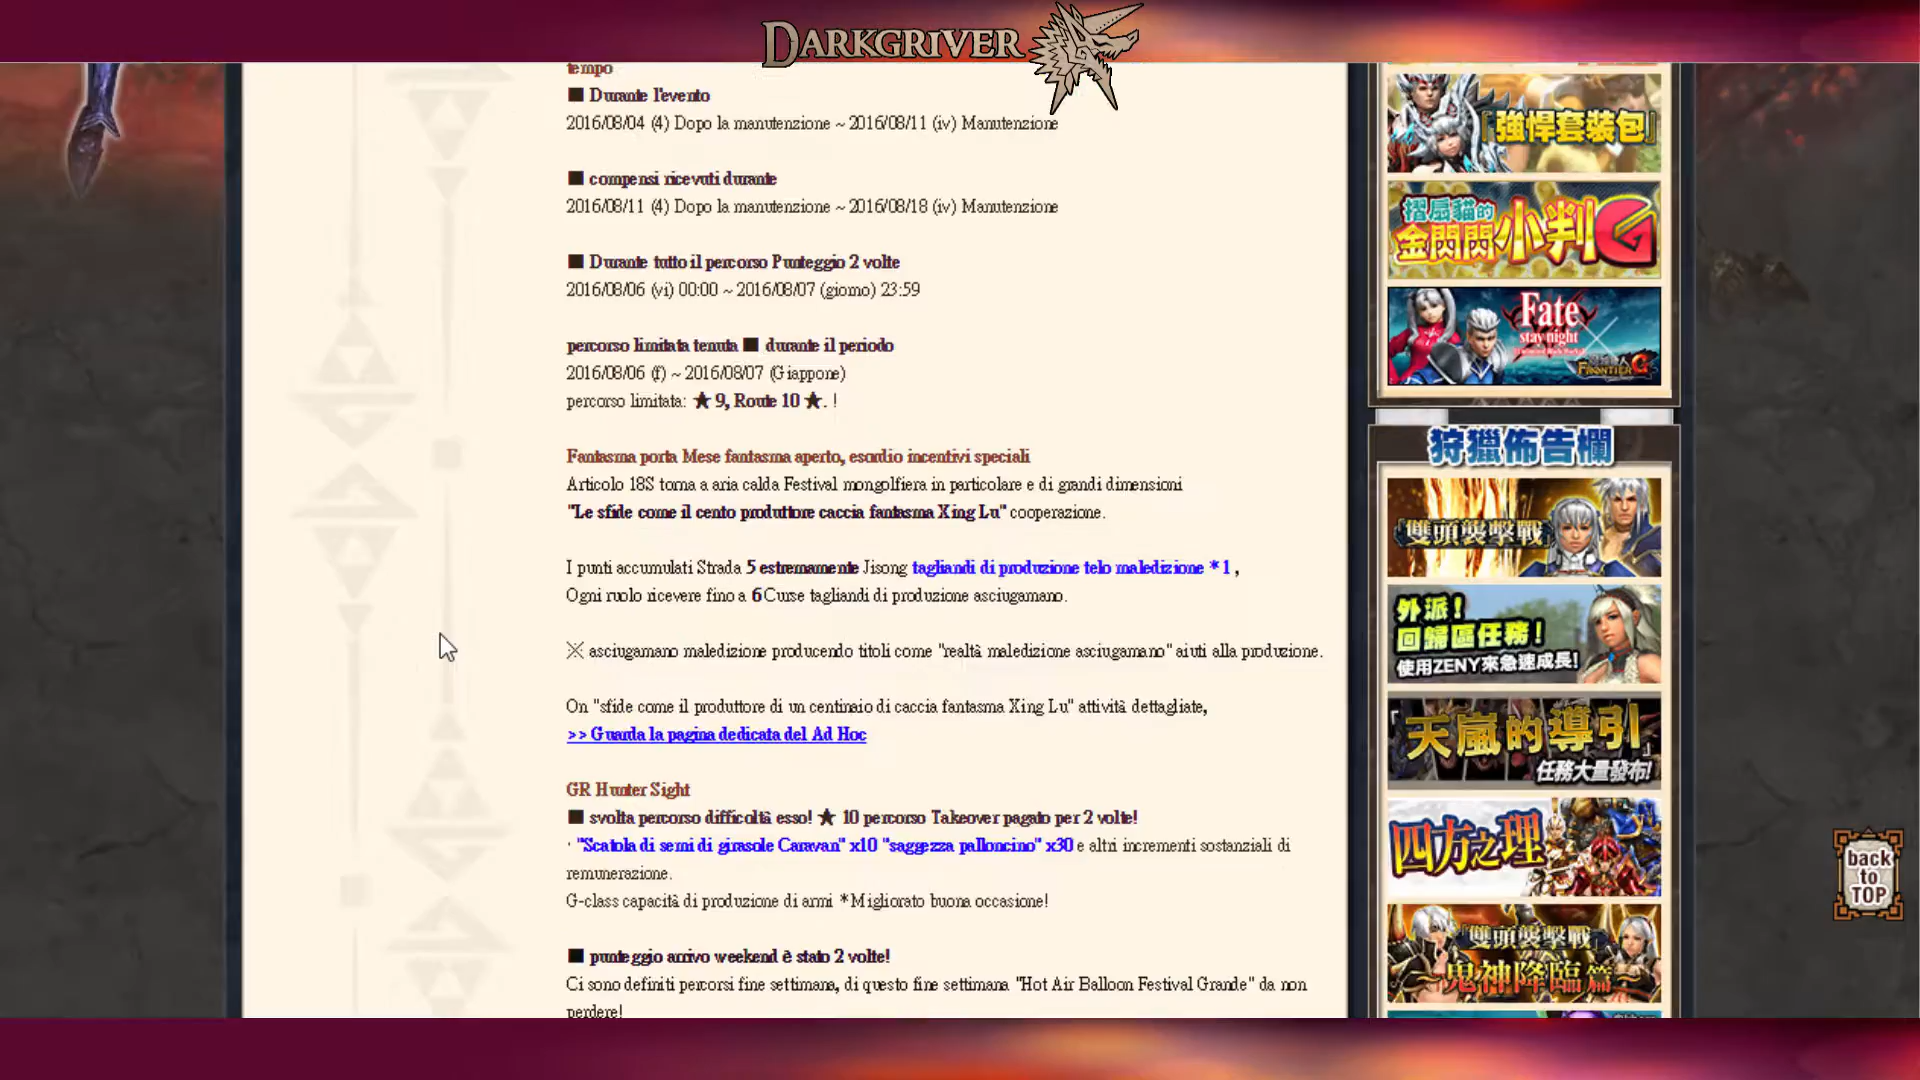 DARKGRIVER
tempo
■ Durante l'evento
2016/08/04 (4) Dopo la manutenzione ~ 2016/08/11 (iv) Manutenzione
■ compensi ricevuti durante
2016/08/11 (4) Dopo la manutenzione ~ 2016/08/18 (iv) Manutenzione
■ Durante tutto il percorso Punteggio 2 volte
2016/08/06 (vi) 00:00 ~ 2016/08/07 (giorno) 23:59
percorso limitata tenuta ■ durante il periodo
2016/08/06 (f) ~ 2016/08/07 (Giappone)
percorso limitata: ★ 9, Route 10 ★. !
Fantasma porta Mese fantasma aperto, esordio incentivi speciali
Articolo 18S torna a aria calda Festival mongolfiera in particolare e di grandi dimensioni
"Le sfide come il cento produttore caccia fantasma Xing Lu" cooperazione.
I punti accumulati Strada 5 estremamente Jisong tagliandi di produzione telo maledizione * 1 ,
Ogni ruolo ricevere fino a 6 Curse tagliandi di produzione asciugamano.
※ asciugamano maledizione producendo titoli come "realtà maledizione asciugamano" aiuti alla produzione.
On "sfide come il produttore di un centinaio di caccia fantasma Xing Lu" attività dettagliate,
>> Guarda la pagina dedicata del Ad Hoc
GR Hunter Sight
■ svolta percorso difficoltà esso! ★ 10 percorso Takeover pagato per 2 volte!
· "Scatola di semi di girasole Caravan" x10 "saggezza palloncino" x30 e altri incrementi sostanziali di
remunerazione.
G-class capacità di produzione di armi * Migliorato buona occasione!
■ punteggio arrivo weekend è stato 2 volte!
Ci sono definiti percorsi fine settimana, di questo fine settimana "Hot Air Balloon Festival Grande" da non
perdere!
『強悍套裝包』
摺扇貓的
金閃閃小判G
Fate
stay night
FRONTIER G
狩獵佈告欄
『雙頭襲擊戰』
外派!
回歸區任務!
使用ZENY來急速成長!
『天嵐的導引』
任務大量發布!
四方之理
『雙頭襲擊戰』
~鬼神降臨篇~
back
to
TOP